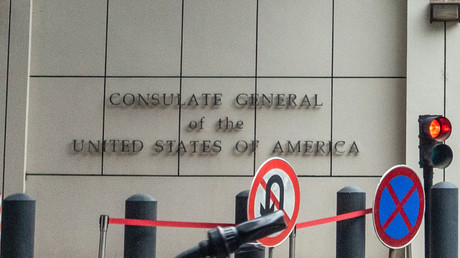 CONSULATE GENERAL
of the
UNITED STATES OF AMERICA